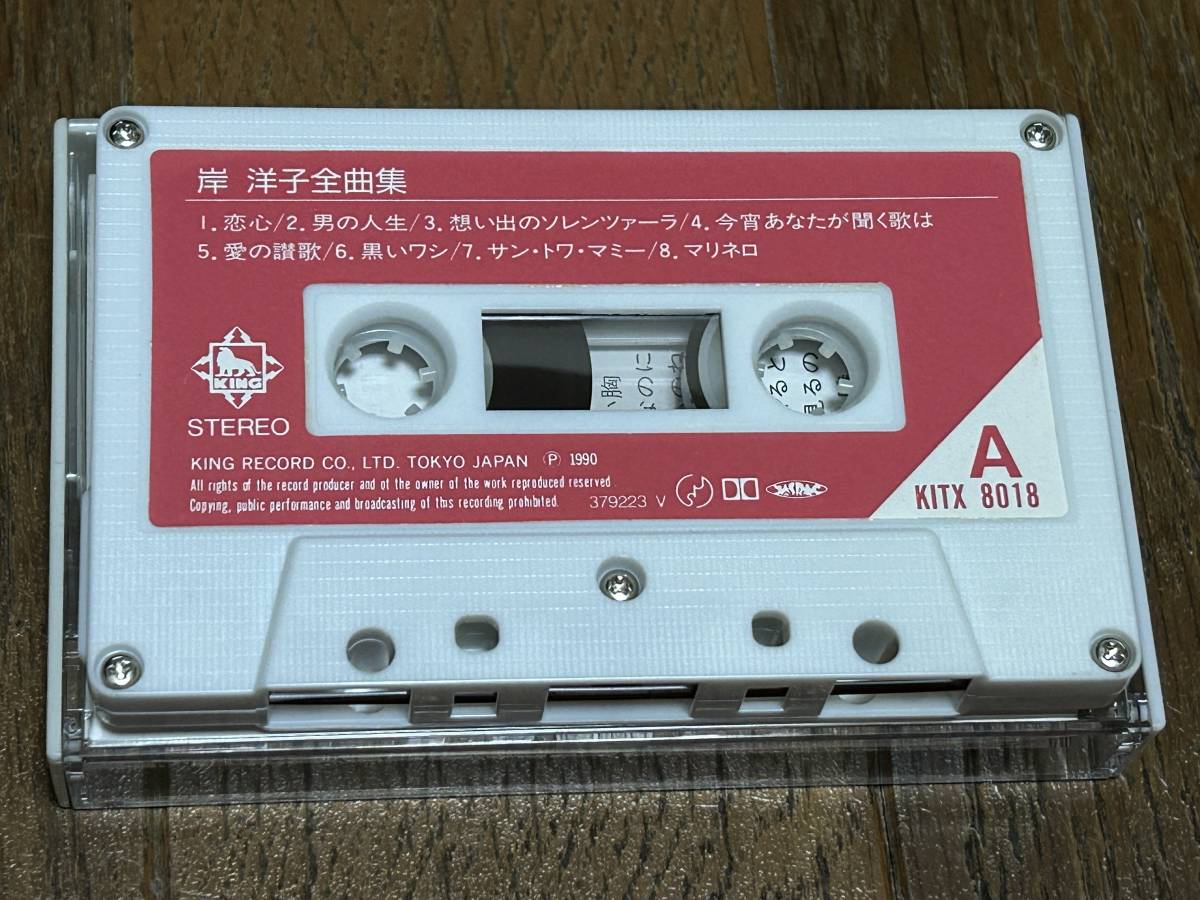 岸 洋子全曲集
1. 恋心/2. 男の人生/3. 想い出のソレンツァーラ/4. 今宵あなたが聞く歌は
5. 愛の讃歌/6. 黒いワシ/7. サン・トワ・マミー/8. マリネロ
KING
STEREO
KING RECORD CO., LTD. TOKYO JAPAN Ⓟ 1990
All rights of the record producer and ot the owner of the work reproduced reserved
Copying, public performance and broadcasting of this recording prohibited.
379223 V
JASRAC
A
KITX 8018